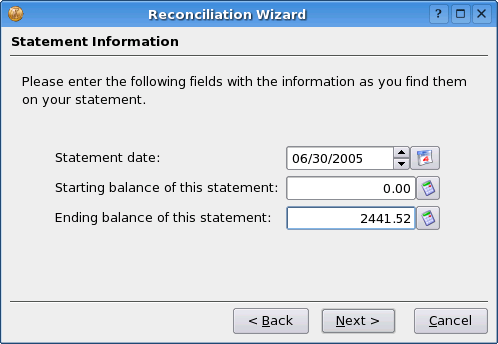 Reconciliation Wizard
Statement Information
Please enter the following fields with the information as you find them
on your statement.
Statement date: 06/30/2005
Starting balance of this statement: 0.00
Ending balance of this statement: 2441.52
< Back Next > Cancel